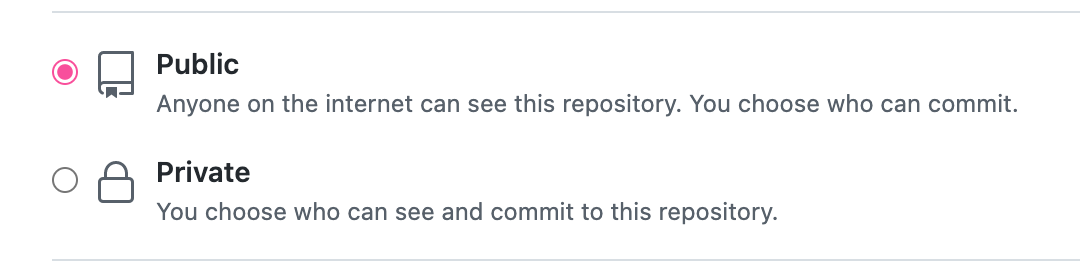 Public
Anyone on the internet can see this repository. You choose who can commit.
Private
You choose who can see and commit to this repository.